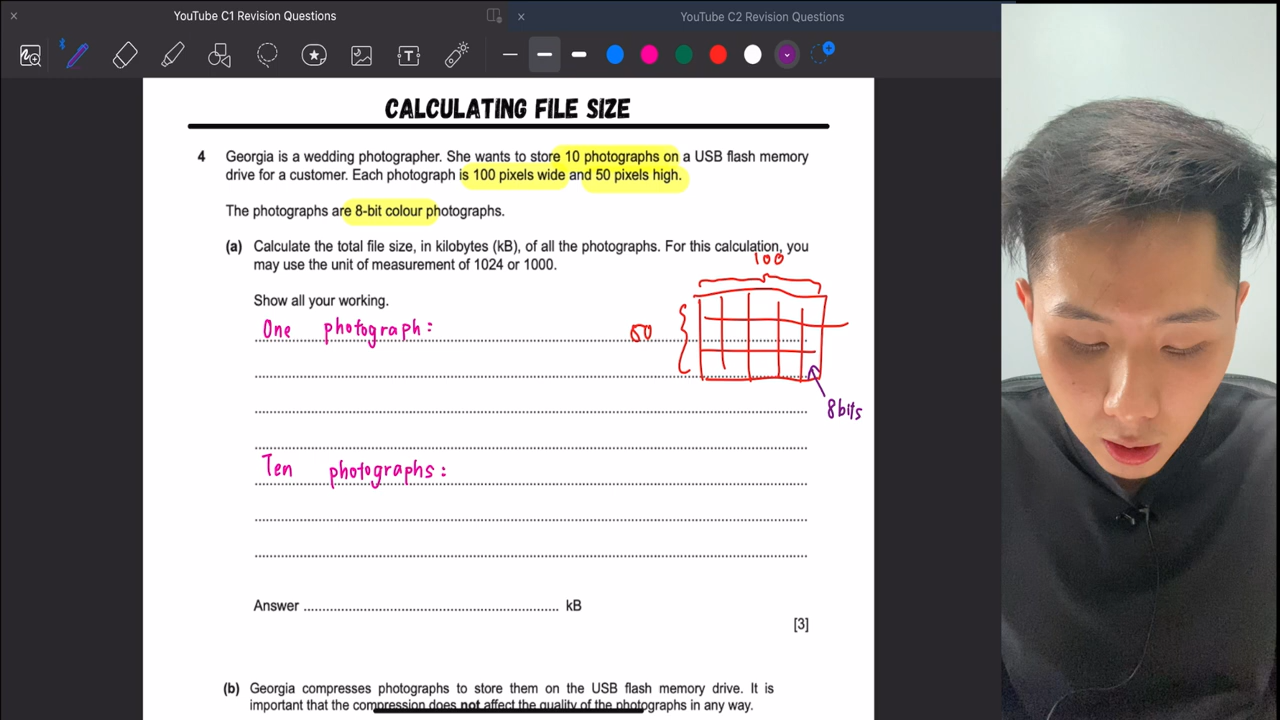 YouTube C1 Revision Questions
YouTube C2 Revision Questions
CALCULATING FILE SIZE
4 Georgia is a wedding photographer. She wants to store 10 photographs on a USB flash memory
drive for a customer. Each photograph is 100 pixels wide and 50 pixels high.
The photographs are 8-bit colour photographs.
(a) Calculate the total file size, in kilobytes (kB), of all the photographs. For this calculation, you
may use the unit of measurement of 1024 or 1000.
100
Show all your working.
One photograph:
50
8bits
Ten photographs:
Answer ............................................................... kB
[3]
(b) Georgia compresses photographs to store them on the USB flash memory drive. It is
important that the compression does not affect the quality of the photographs in any way.